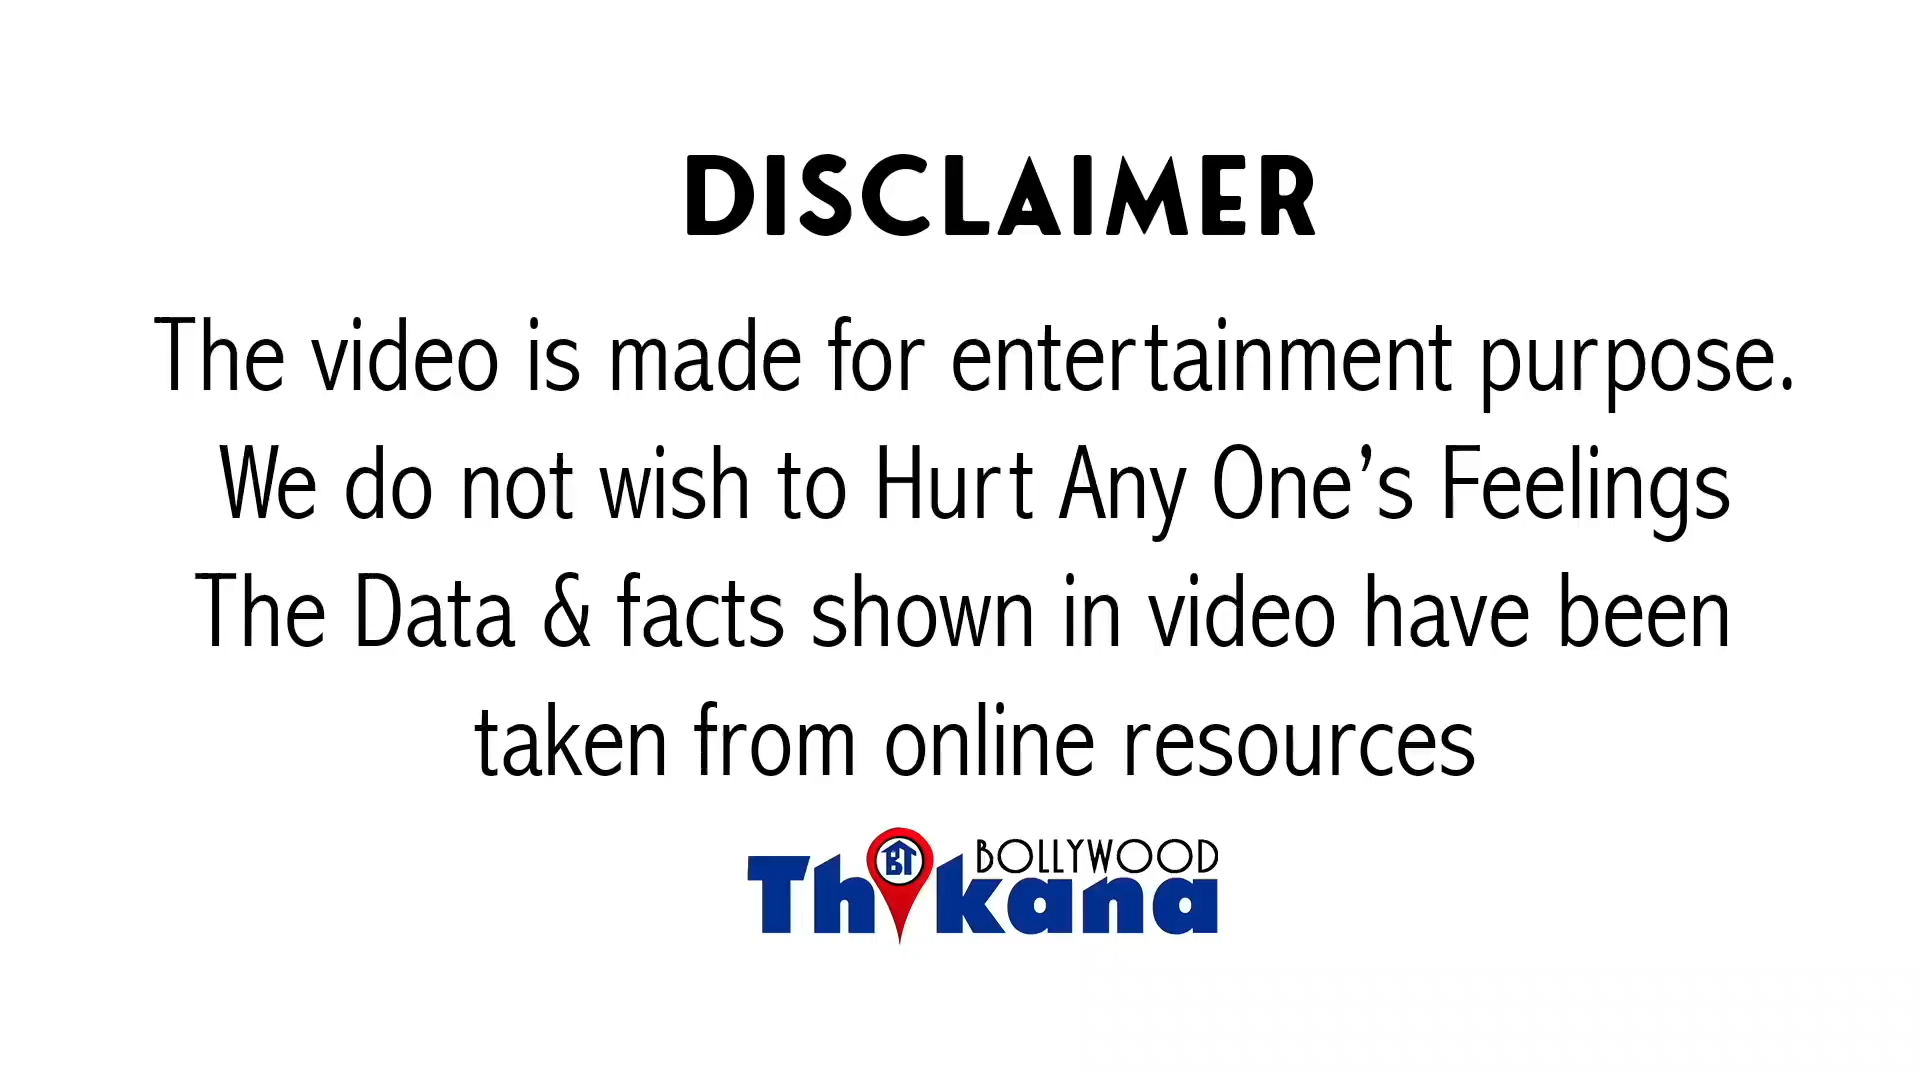 DISCLAIMER
The video is made for entertainment purpose.
We do not wish to Hurt Any One’s Feelings
The Data & facts shown in video have been
taken from online resources
BT
BOLLYWOOD
Thikana